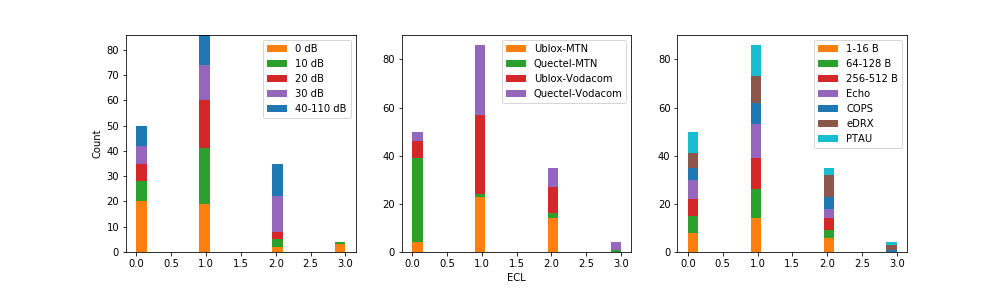 Count
80
70
60
50
40
30
20
10
0
0.0 0.5 1.0 1.5 2.0 2.5 3.0
0 dB
10 dB
20 dB
30 dB
40-110 dB
80
60
40
20
0
0.0 0.5 1.0 1.5 2.0 2.5 3.0
ECL
Ublox-MTN
Quectel-MTN
Ublox-Vodacom
Quectel-Vodacom
80
60
40
20
0
0.0 0.5 1.0 1.5 2.0 2.5 3.0
1-16 B
64-128 B
256-512 B
Echo
COPS
eDRX
PTAU